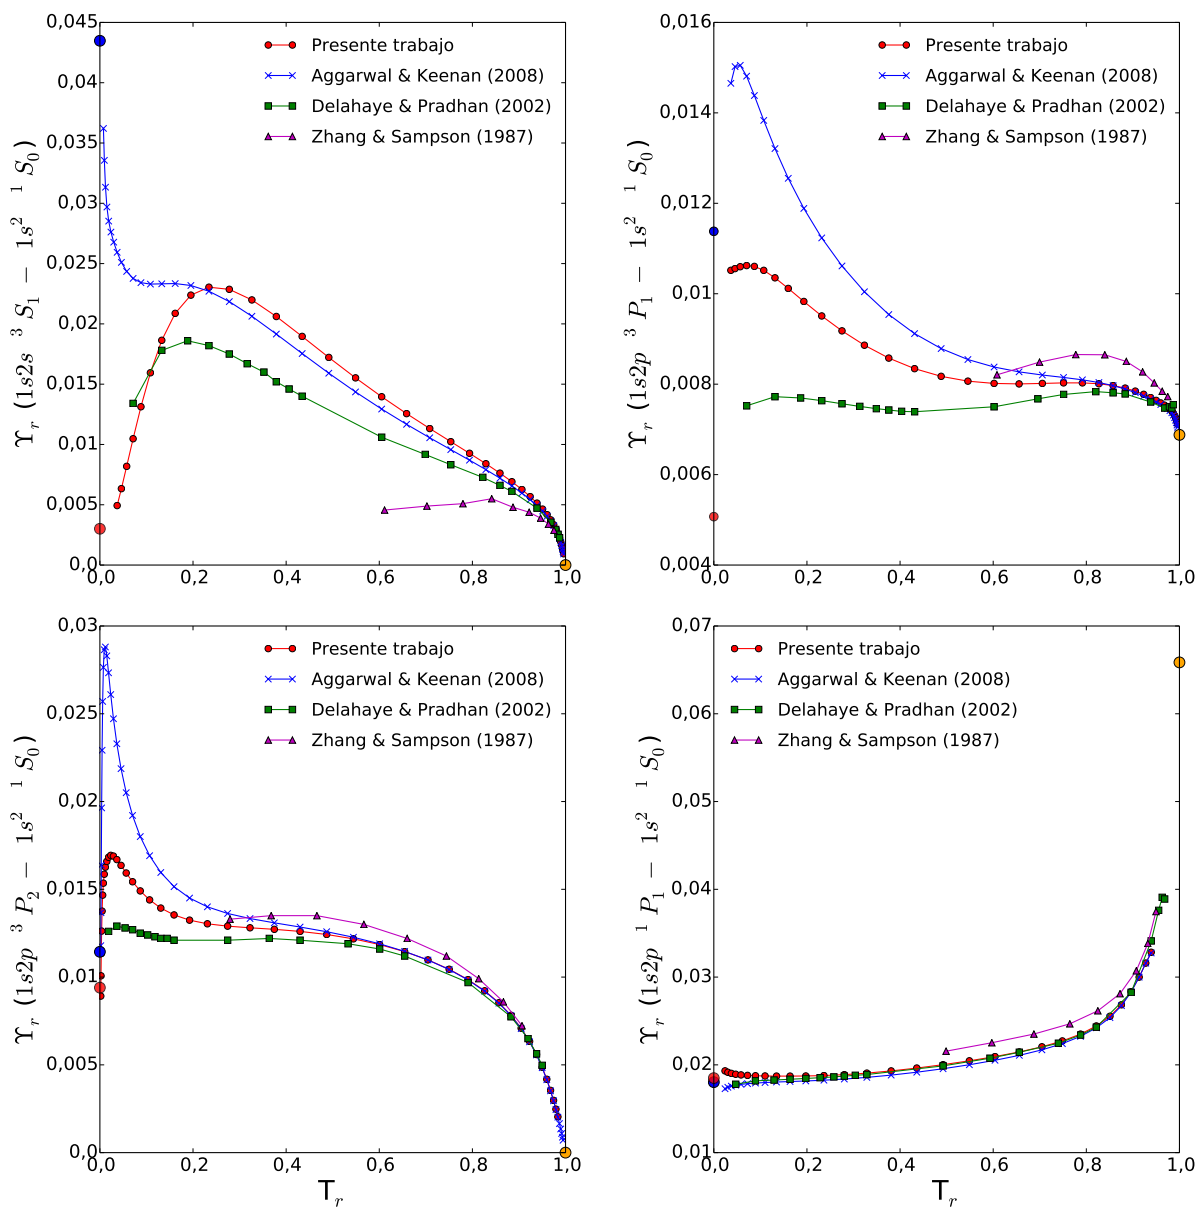 0,045
0,04
0,035
0,03
0,025
0,02
0,015
0,01
0,005
0,0
0,0 0,2 0,4 0,6 0,8 1,0
ϒr (1s2s ³S₁ − 1s² ¹S₀)
Presente trabajo
Aggarwal & Keenan (2008)
Delahaye & Pradhan (2002)
Zhang & Sampson (1987)
0,016
0,014
0,012
0,01
0,008
0,006
0,004
0,0 0,2 0,4 0,6 0,8 1,0
ϒr (1s2p ³P₁ − 1s² ¹S₀)
Presente trabajo
Aggarwal & Keenan (2008)
Delahaye & Pradhan (2002)
Zhang & Sampson (1987)
0,03
0,025
0,02
0,015
0,01
0,005
0,0
0,0 0,2 0,4 0,6 0,8 1,0
ϒr (1s2p ³P₂ − 1s² ¹S₀)
Tr
Presente trabajo
Aggarwal & Keenan (2008)
Delahaye & Pradhan (2002)
Zhang & Sampson (1987)
0,07
0,06
0,05
0,04
0,03
0,02
0,01
0,0 0,2 0,4 0,6 0,8 1,0
ϒr (1s2p ¹P₁ − 1s² ¹S₀)
Tr
Presente trabajo
Aggarwal & Keenan (2008)
Delahaye & Pradhan (2002)
Zhang & Sampson (1987)